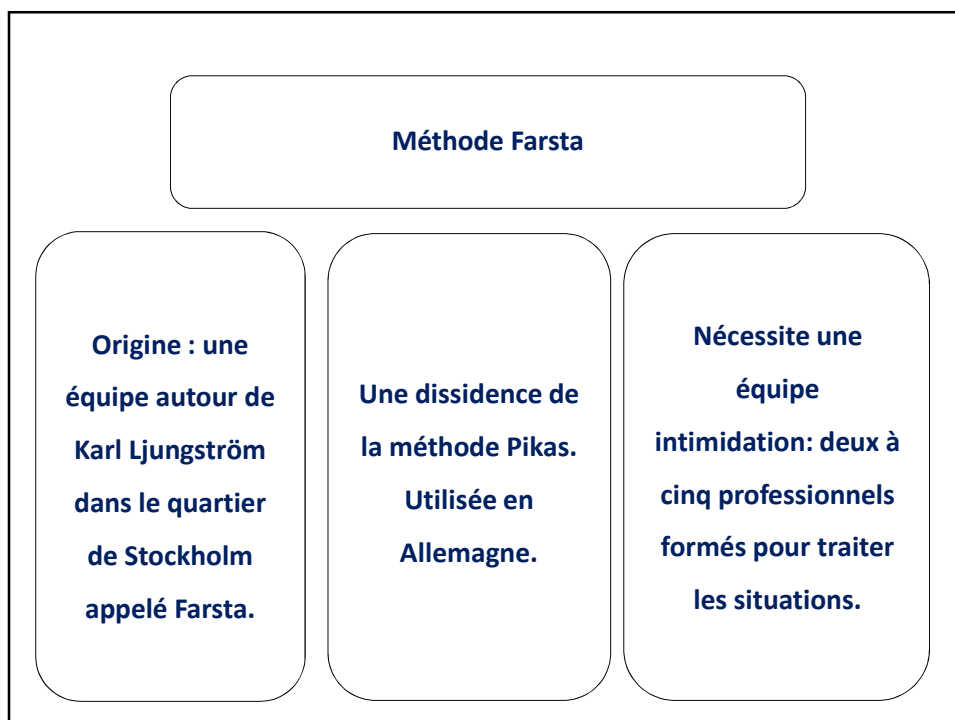 Méthode Farsta
Origine : une
équipe autour de
Karl Ljungström
dans le quartier
de Stockholm
appelé Farsta.
Une dissidence de
la méthode Pikas.
Utilisée en
Allemagne.
Nécessite une
équipe
intimidation: deux à
cinq professionnels
formés pour traiter
les situations.